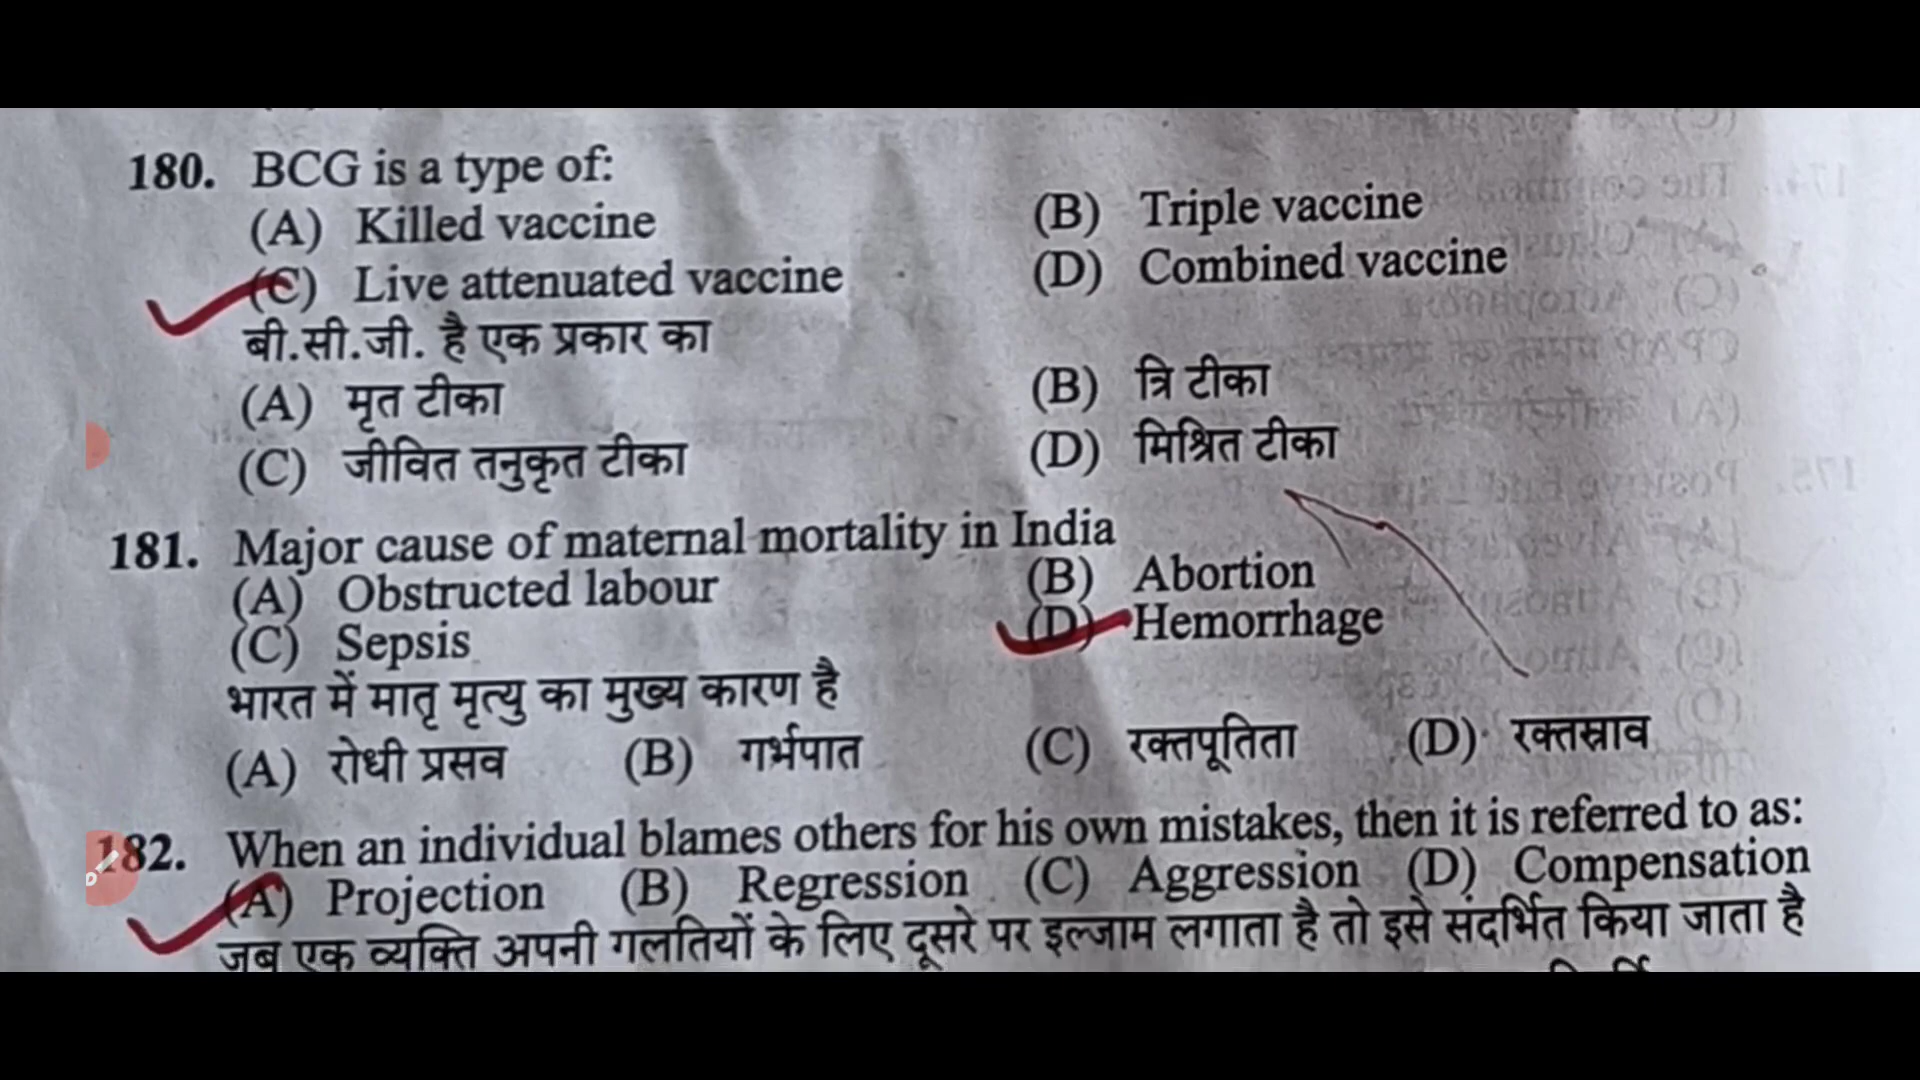 180. BCG is a type of:
(A) Killed vaccine (B) Triple vaccine
(C) Live attenuated vaccine (D) Combined vaccine
बी.सी.जी. है एक प्रकार का
(A) मृत टीका (B) त्रि टीका
(C) जीवित तनुकृत टीका (D) मिश्रित टीका
181. Major cause of maternal mortality in India
(A) Obstructed labour (B) Abortion
(C) Sepsis (D) Hemorrhage
भारत में मातृ मृत्यु का मुख्य कारण है
(A) रोधी प्रसव (B) गर्भपात (C) रक्तपूतिता (D) रक्तस्राव
182. When an individual blames others for his own mistakes, then it is referred to as:
(A) Projection (B) Regression (C) Aggression (D) Compensation
जब एक व्यक्ति अपनी गलतियों के लिए दूसरे पर इल्जाम लगाता है तो इसे संदर्भित किया जाता है